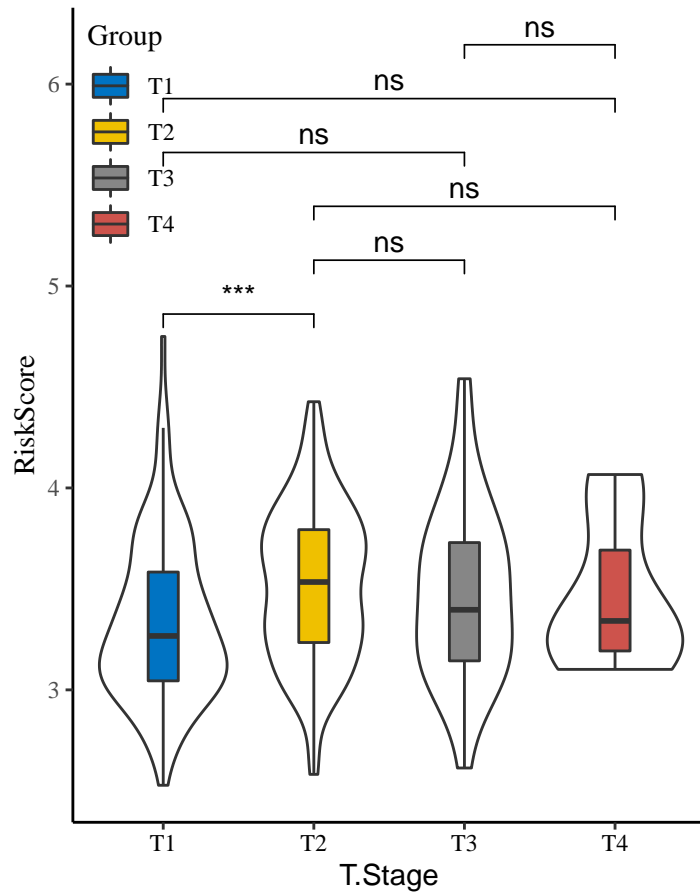 Group
T1
T2
T3
T4
ns
ns
ns
ns
ns
***
RiskScore
6
5
4
3
T1 T2 T3 T4
T.Stage